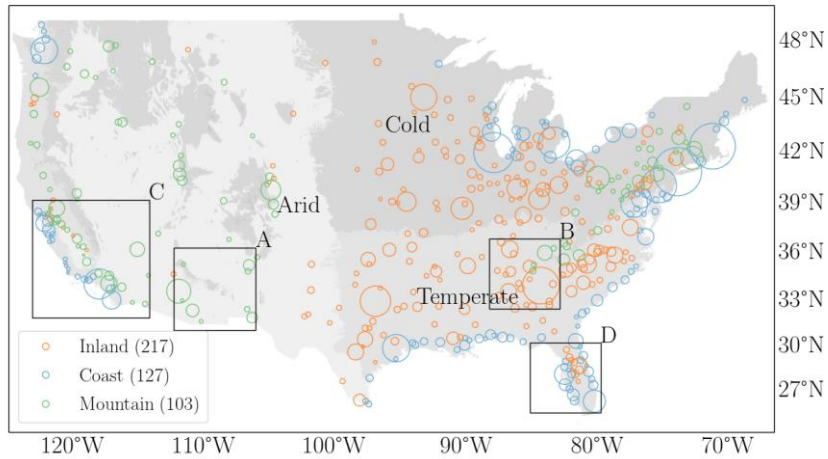 48°N
45°N
Cold
42°N
C
Arid
39°N
A
B
36°N
Temperate
33°N
D
30°N
27°N
Inland (217)
Coast (127)
Mountain (103)
120°W 110°W 100°W 90°W 80°W 70°W